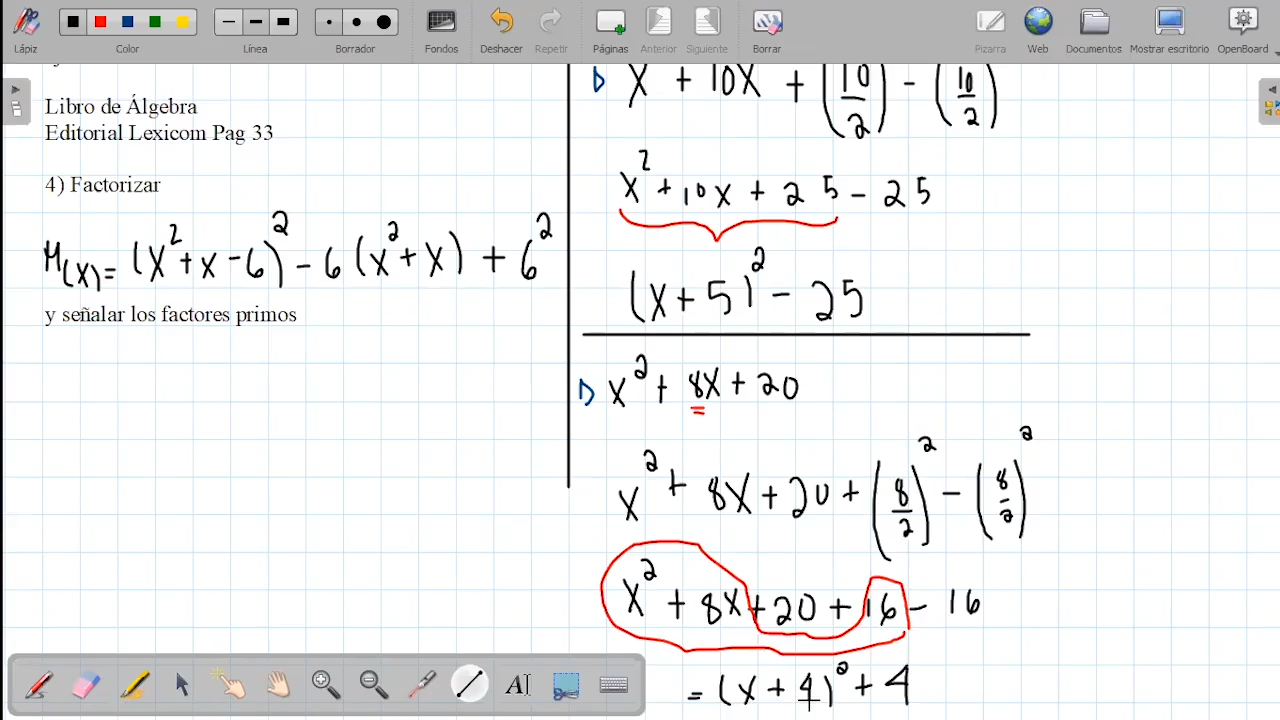 Lápiz Color Línea Borrador Fondos Deshacer Repetir Páginas Anterior Siguiente Borrar Pizarra Web Documentos Mostrar escritorio OpenBoard
Libro de Álgebra
Editorial Lexicom Pag 33
4) Factorizar
M(x)= (x²+x-6)² - 6(x²+x) + 6²
y señalar los factores primos
x + 10x + (10/2) - (10/2)
x² + 10x + 25 - 25
(x+5)² - 25
x² + 8x + 20
x² + 8x + 20 + (8/2)² - (8/2)²
x² + 8x + 20 + 16 - 16
= (x + 4)² + 4